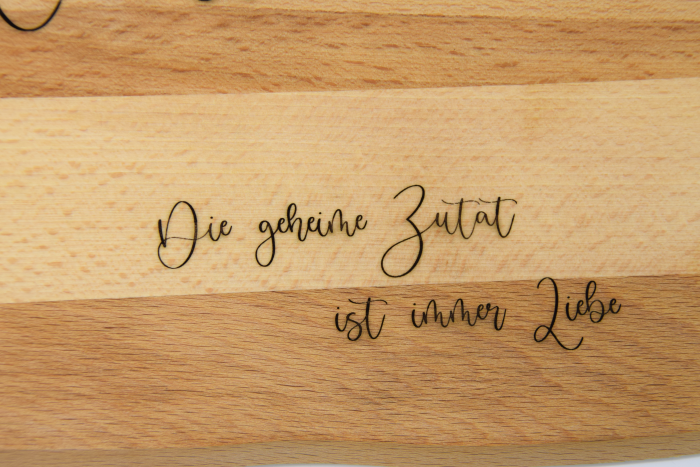 Die geheime Zutat
ist immer Liebe